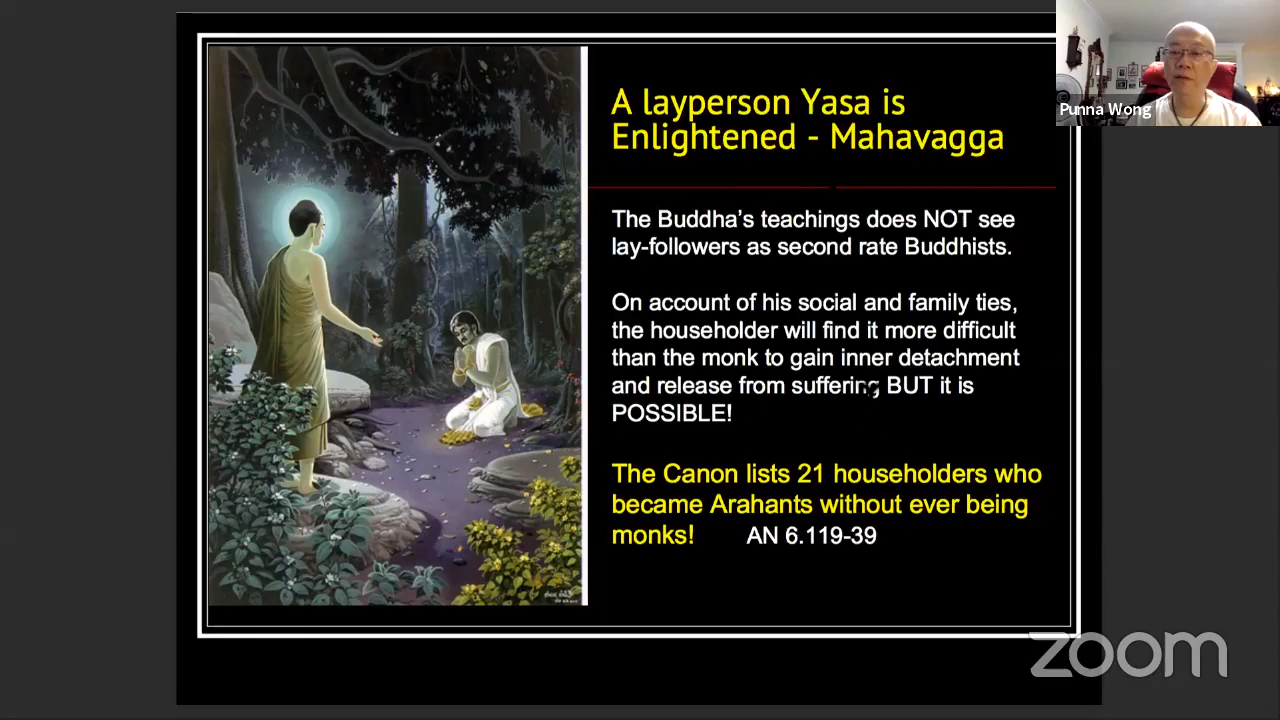 A layperson Yasa is
Enlightened - Mahavagga
The Buddha's teachings does NOT see
lay-followers as second rate Buddhists.
On account of his social and family ties,
the householder will find it more difficult
than the monk to gain inner detachment
and release from suffering BUT it is
POSSIBLE!
The Canon lists 21 householders who
became Arahants without ever being
monks! AN 6.119-39
Punna Wong
zoom